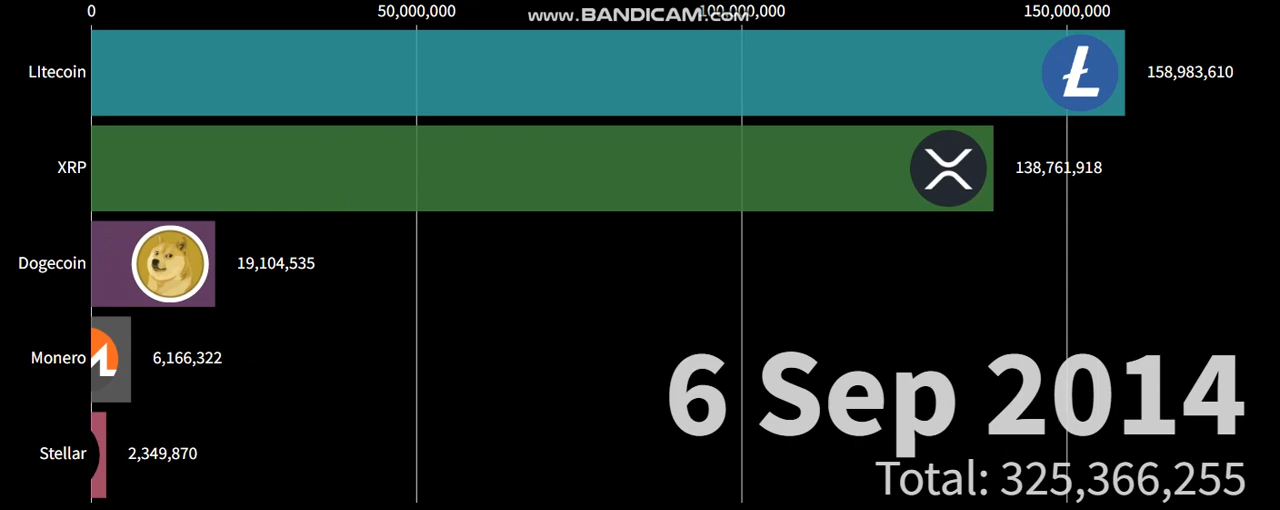 0 50,000,000 100,000,000 150,000,000
www.BANDICAM.com
LItecoin 158,983,610
XRP 138,761,918
Dogecoin 19,104,535
Monero 6,166,322
Stellar 2,349,870
6 Sep 2014
Total: 325,366,255